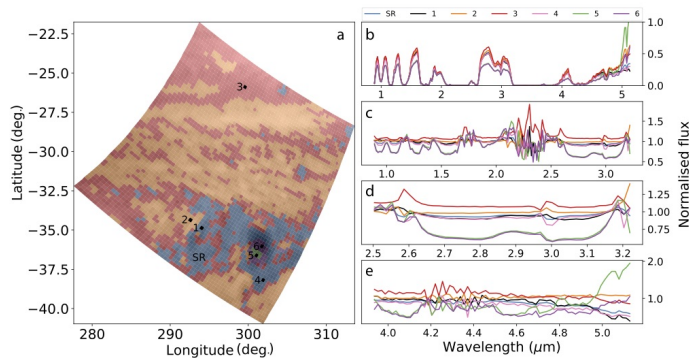 SR 1 2 3 4 5 6
a
−22.5
−25.0
−27.5
−30.0
−32.5
−35.0
−37.5
−40.0
Latitude (deg.)
3
2
1
SR
6
5
4
280 290 300 310
Longitude (deg.)
b
1.0
0.5
0.0
1 2 3 4 5
c
1.5
1.0
0.5
1.0 1.5 2.0 2.5 3.0
d
1.25
1.00
0.75
2.5 2.6 2.7 2.8 2.9 3.0 3.1 3.2
e
2.0
1.0
4.0 4.2 4.4 4.6 4.8 5.0
Wavelength (μm)
Normalised flux